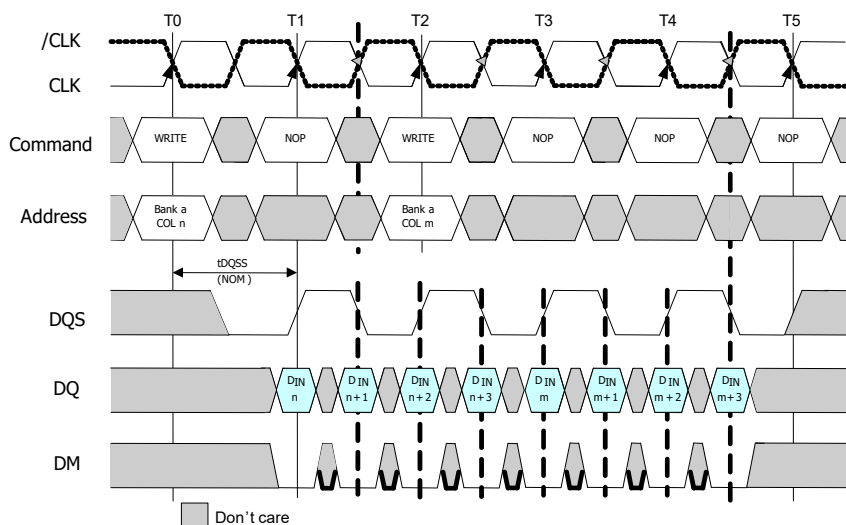 T0 T1 T2 T3 T4 T5
/CLK
CLK
Command WRITE NOP WRITE NOP NOP NOP
Address Bank a COL n Bank a COL m
tDQSS
(NOM )
DQS
DQ DIN n DIN n+1 DIN n+2 DIN n+3 DIN m DIN m+1 DIN m+2 DIN m+3
DM
Don't care